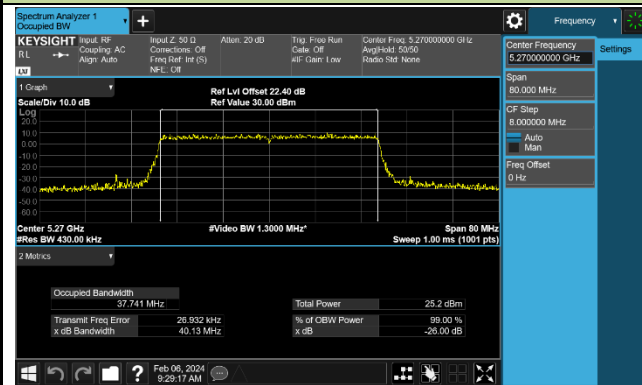 Spectrum Analyzer 1
Occupied BW
+
Frequency
KEYSIGHT
RL
LXI
Input: RF
Coupling: AC
Align: Auto
Input Z: 50 Ω
Corrections: Off
Freq Ref: Int (S)
NFE: Off
Atten: 20 dB
Trig: Free Run
Gate: Off
#IF Gain: Low
Center Freq: 5.270000000 GHz
Avg|Hold: 50/50
Radio Std: None
Center Frequency
5.270000000 GHz
Settings
Span
80.000 MHz
CF Step
8.000000 MHz
Auto
Man
Freq Offset
0 Hz
1 Graph
Scale/Div 10.0 dB
Ref Lvl Offset 22.40 dB
Ref Value 30.00 dBm
Log
20.0
10.0
0.00
-10.0
-20.0
-30.0
-40.0
-50.0
-60.0
Center 5.27 GHz
#Res BW 430.00 kHz
#Video BW 1.3000 MHz*
Span 80 MHz
Sweep 1.00 ms (1001 pts)
2 Metrics
Occupied Bandwidth
37.741 MHz
Total Power 25.2 dBm
Transmit Freq Error 26.932 kHz
% of OBW Power 99.00 %
x dB Bandwidth 40.13 MHz
x dB -26.00 dB
?
Feb 06, 2024
9:29:17 AM